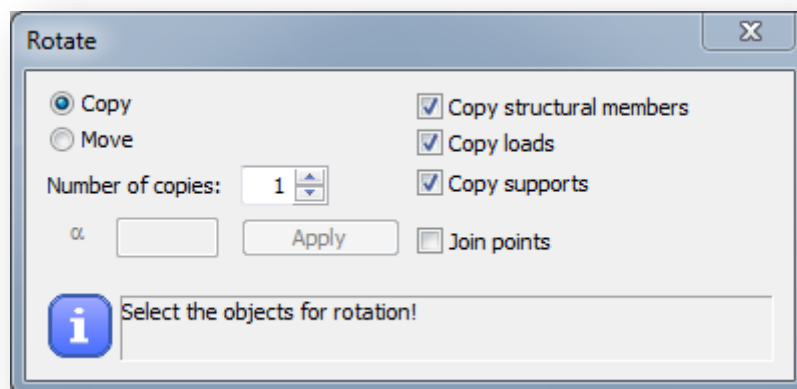 Rotate
Copy
Copy structural members
Move
Copy loads
Number of copies: 1
Copy supports
α
Apply
Join points
Select the objects for rotation!